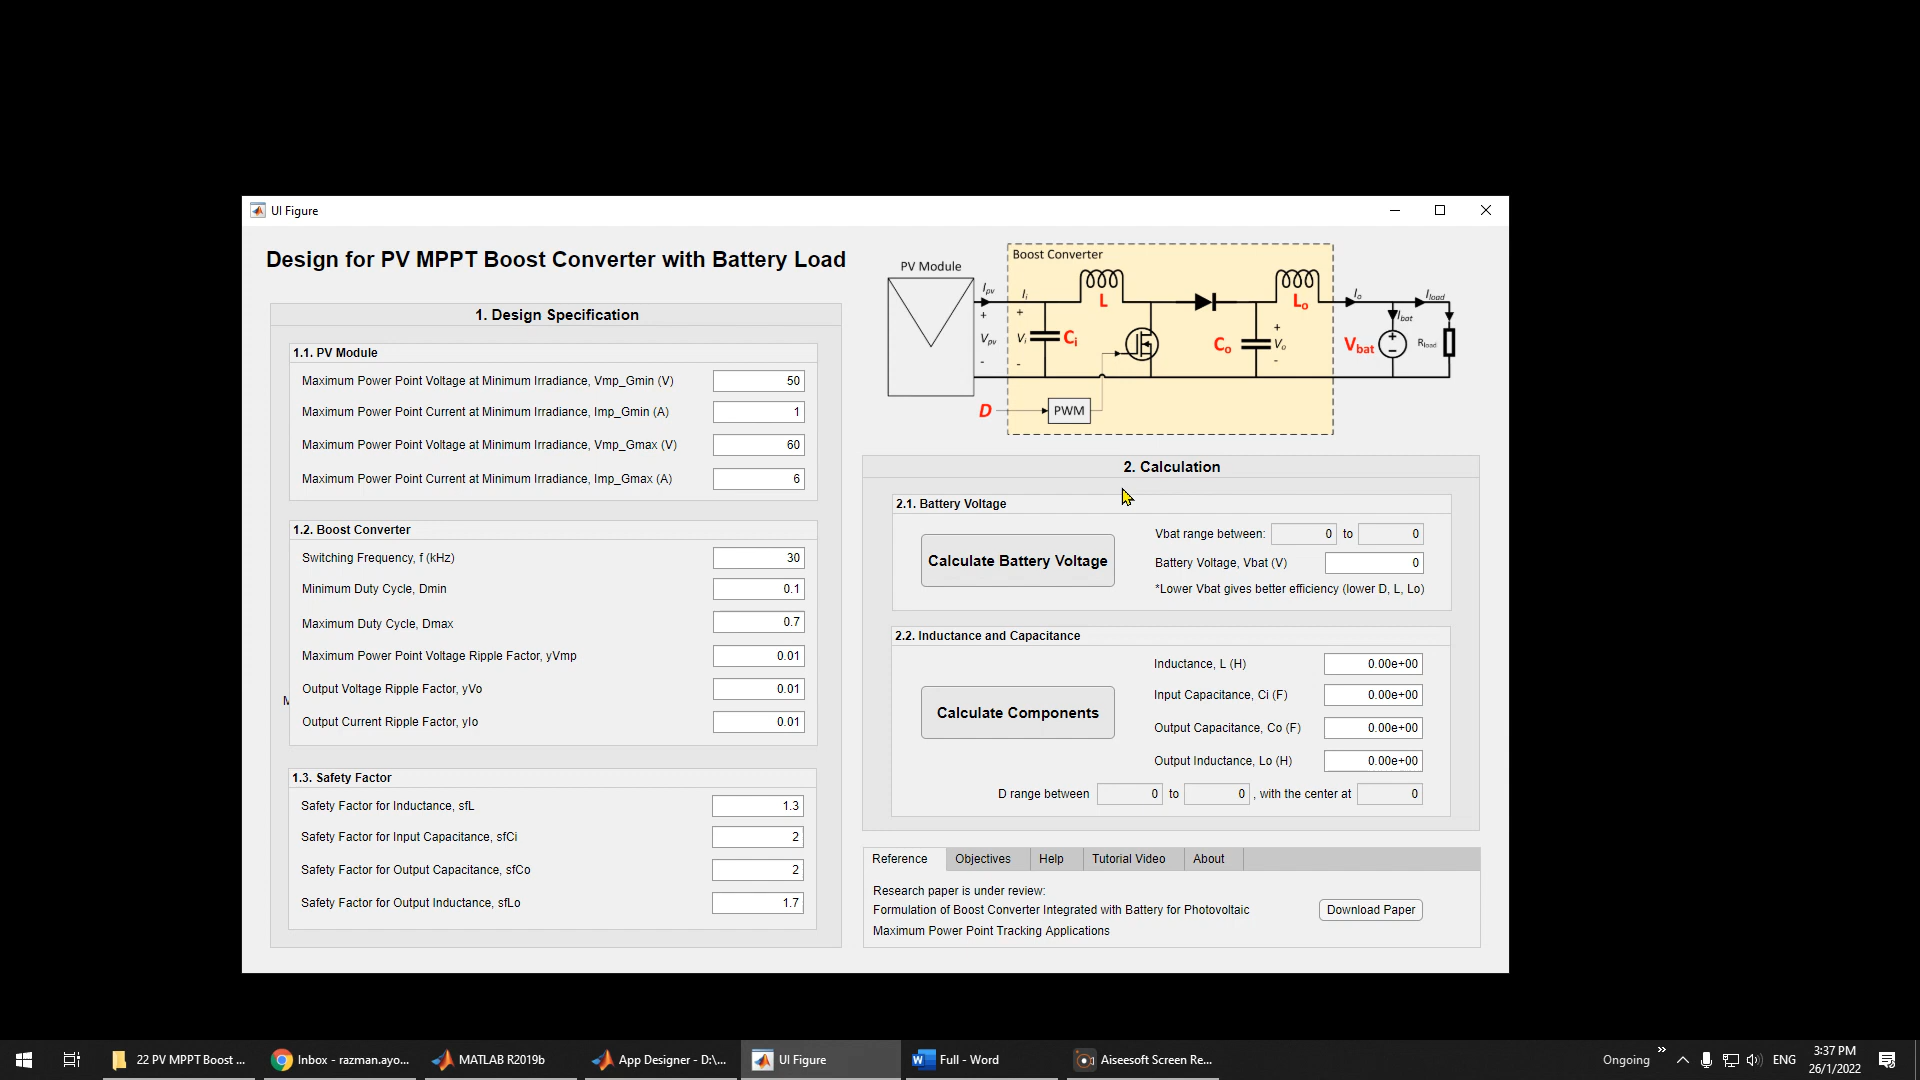 UI Figure
Design for PV MPPT Boost Converter with Battery Load
1. Design Specification
1.1. PV Module
Maximum Power Point Voltage at Minimum Irradiance, Vmp_Gmin (V) 50
Maximum Power Point Current at Minimum Irradiance, Imp_Gmin (A) 1
Maximum Power Point Voltage at Minimum Irradiance, Vmp_Gmax (V) 60
Maximum Power Point Current at Minimum Irradiance, Imp_Gmax (A) 6
1.2. Boost Converter
Switching Frequency, f (kHz) 30
Minimum Duty Cycle, Dmin 0.1
Maximum Duty Cycle, Dmax 0.7
Maximum Power Point Voltage Ripple Factor, yVmp 0.01
Output Voltage Ripple Factor, yVo 0.01
Output Current Ripple Factor, yIo 0.01
1.3. Safety Factor
Safety Factor for Inductance, sfL 1.3
Safety Factor for Input Capacitance, sfCi 2
Safety Factor for Output Capacitance, sfCo 2
Safety Factor for Output Inductance, sfLo 1.7
Boost Converter
PV Module
Ipv Ii L Lo Io Iload
+ + Ibat
Vpv Vi Ci Co + Vo Vbat + Rload
- - - −
D PWM
2. Calculation
2.1. Battery Voltage
Calculate Battery Voltage
Vbat range between: 0 to 0
Battery Voltage, Vbat (V) 0
*Lower Vbat gives better efficiency (lower D, L, Lo)
2.2. Inductance and Capacitance
Calculate Components
Inductance, L (H) 0.00e+00
Input Capacitance, Ci (F) 0.00e+00
Output Capacitance, Co (F) 0.00e+00
Output Inductance, Lo (H) 0.00e+00
D range between 0 to 0 , with the center at 0
Reference Objectives Help Tutorial Video About
Research paper is under review:
Formulation of Boost Converter Integrated with Battery for Photovoltaic
Maximum Power Point Tracking Applications
Download Paper
22 PV MPPT Boost ... Inbox - razman.ayo... MATLAB R2019b App Designer - D:\... UI Figure Full - Word Aiseesoft Screen Re... Ongoing » ENG 3:37 PM
26/1/2022